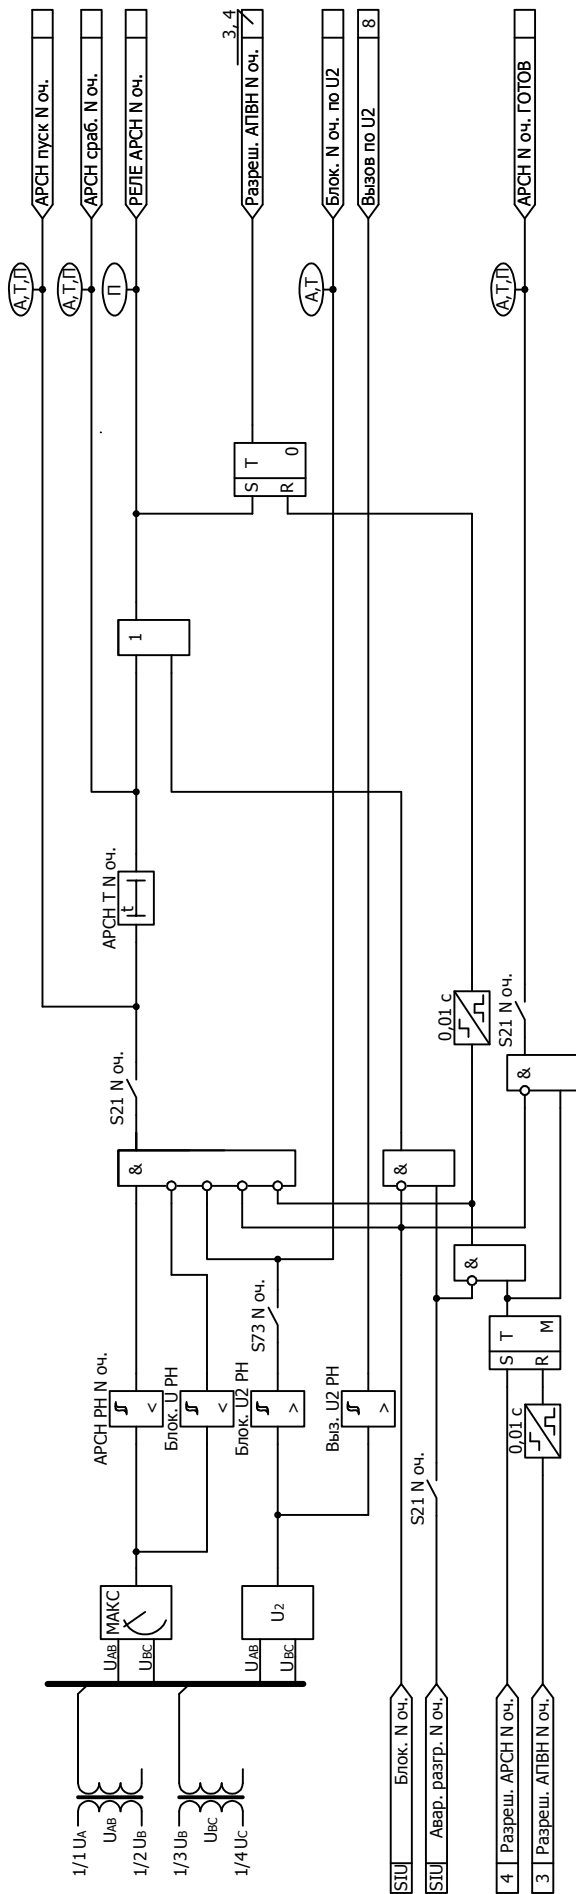 АРСН пуск N оч.
А,Т,П
АРСН сраб. N оч.
А,Т,П
РЕЛЕ АРСН N оч.
П
3, 4
Разреш. АПВН N оч.
Блок. N оч. по U2
А,Т
8
Вызов по U2
АРСН N оч. ГОТОВ
А,Т,П
S T
R 0
1
АРСН T N оч.
t
S21 N оч.
&
0,01 с
S21 N оч.
&
&
&
S73 N оч.
S21 N оч.
АРСН РН N оч.
<
Блок. U РН
<
Блок. U2 РН
>
Выз. U2 РН
>
S T
R M
0,01 с
МАКС
UAB
UBC
U2
UAB
UBC
1/1 UA
UAB
1/2 UB
1/3 UB
UBC
1/4 UC
SIU Блок. N оч.
SIU Авар. разгр. N оч.
4 Разреш. АРСН N оч.
3 Разреш. АПВН N оч.